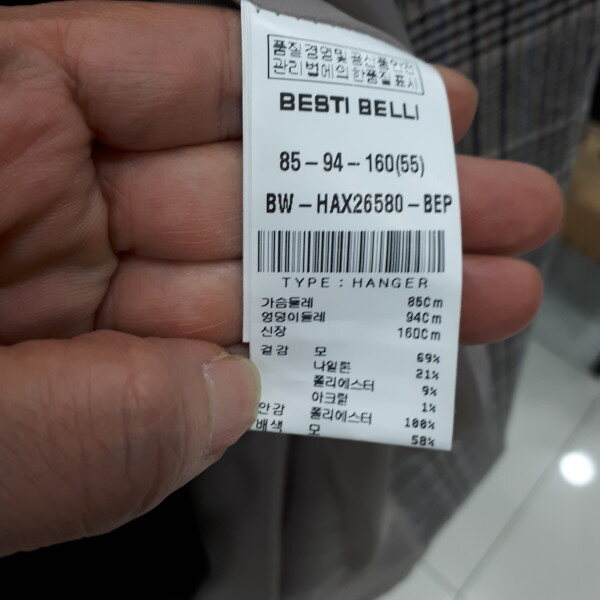 품질경영및공산품안전
관리법에의한품질표시
BESTI BELLI
85-94-160(55)
BW-HAX26580-BEP
TYPE : HANGER
가슴둘레 85Cm
엉덩이둘레 94Cm
신장 160Cm
겉감 모 69%
나일론 21%
폴리에스터 9%
아크릴 1%
안감 폴리에스터 100%
배색 모 58%